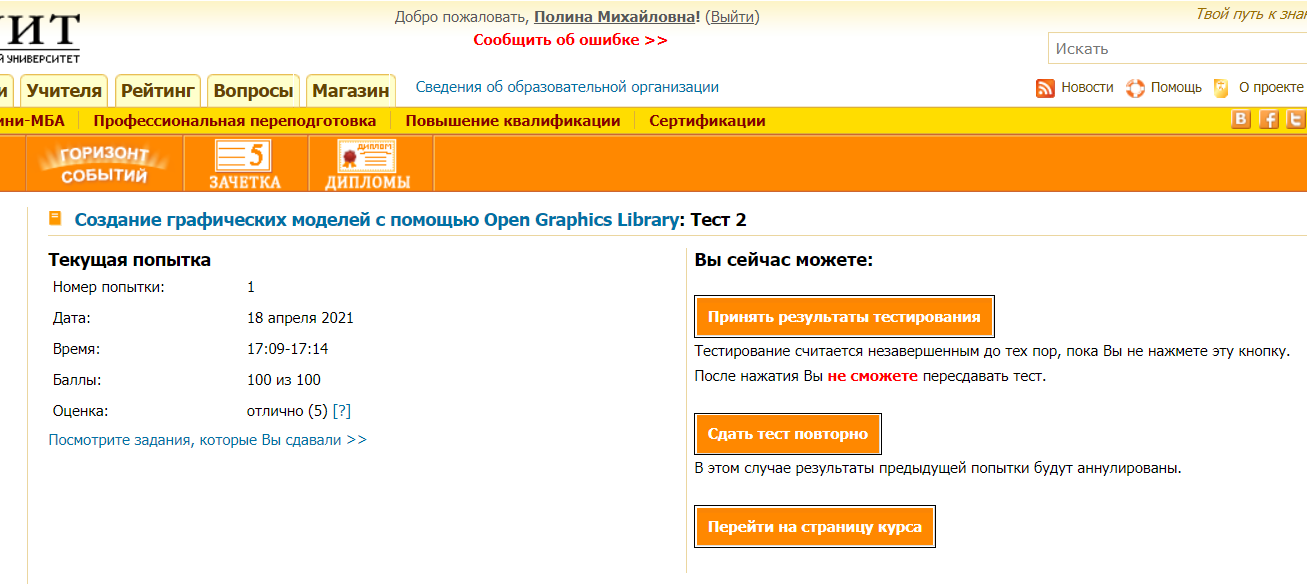 Добро пожаловать, Полина Михайловна! (Выйти)
Твой путь к зна
ИТ
Й УНИВЕРСИТЕТ
Сообщить об ошибке >>
Искать
и Учителя Рейтинг Вопросы Магазин Сведения об образовательной организации
Новости Помощь О проекте
ини-МБА Профессиональная переподготовка Повышение квалификации Сертификации
B f t
ГОРИЗОНТ СОБЫТИЙ
5 ЗАЧЕТКА
ДИПЛОМ ДИПЛОМЫ
Создание графических моделей с помощью Open Graphics Library: Тест 2
Текущая попытка
Номер попытки: 1
Дата: 18 апреля 2021
Время: 17:09-17:14
Баллы: 100 из 100
Оценка: отлично (5) [?]
Посмотрите задания, которые Вы сдавали >>
Вы сейчас можете:
Принять результаты тестирования
Тестирование считается незавершенным до тех пор, пока Вы не нажмете эту кнопку.
После нажатия Вы не сможете пересдавать тест.
Сдать тест повторно
В этом случае результаты предыдущей попытки будут аннулированы.
Перейти на страницу курса